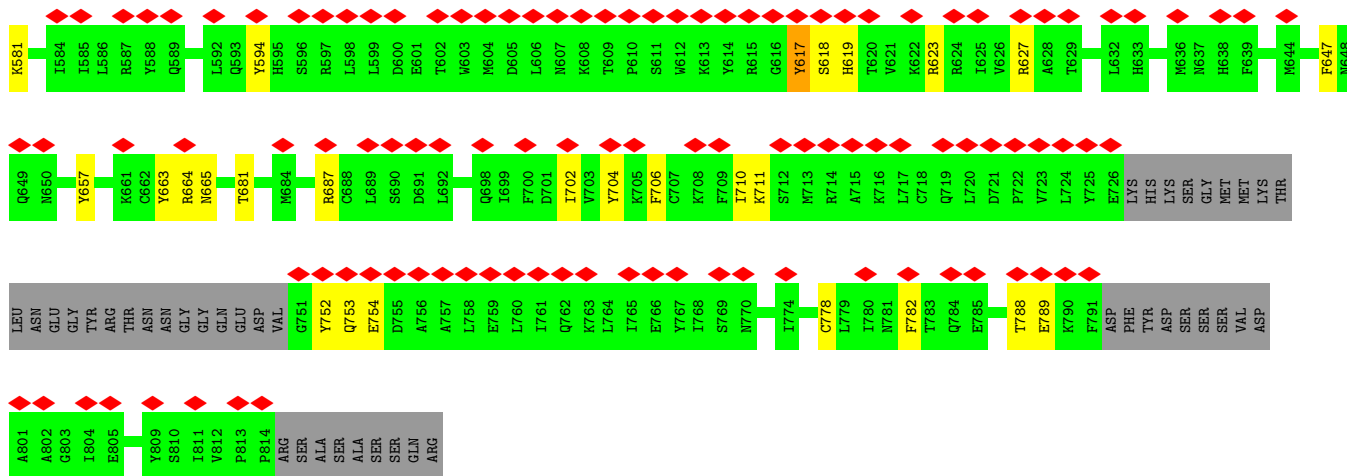 K581 I584 I585 L586 R587 Y588 Q589 L592 Q593 Y594 H595 S596 R597 L598 L599 D600 E601 T602 W603 M604 D605 L606 N607 K608 T609 P610 S611 W612 K613 Y614 R615 G616 Y617 S618 H619 T620 V621 K622 R623 R624 I625 V626 R627 A628 T629 L632 H633 M636 N637 H638 F639 M644 F647 N648
Q649 N650 Y657 K661 C662 Y663 R664 N665 T681 M684 R687 C688 L689 S690 D691 L692 Q698 I699 F700 D701 I702 V703 Y704 K705 F706 C707 K708 F709 I710 K711 S712 M713 R714 A715 K716 L717 C718 Q719 L720 D721 P722 V723 L724 Y725 E726 LYS HIS LYS SER GLY MET MET LYS THR
LEU ASN GLU GLY TYR ARG THR ASN ASN GLY GLY GLN GLU ASP VAL G751 Y752 Q753 E754 D755 A756 A757 L758 E759 L760 I761 Q762 K763 L764 I765 E766 Y767 I768 S769 N770 I774 C778 L779 I780 N781 F782 T783 Q784 E785 T788 E789 K790 F791 ASP PHE TYR ASP SER SER SER VAL ASP
A801 A802 G803 I804 E805 Y809 S810 I811 V812 P813 P814 ARG SER ALA SER ALA SER SER GLN ARG